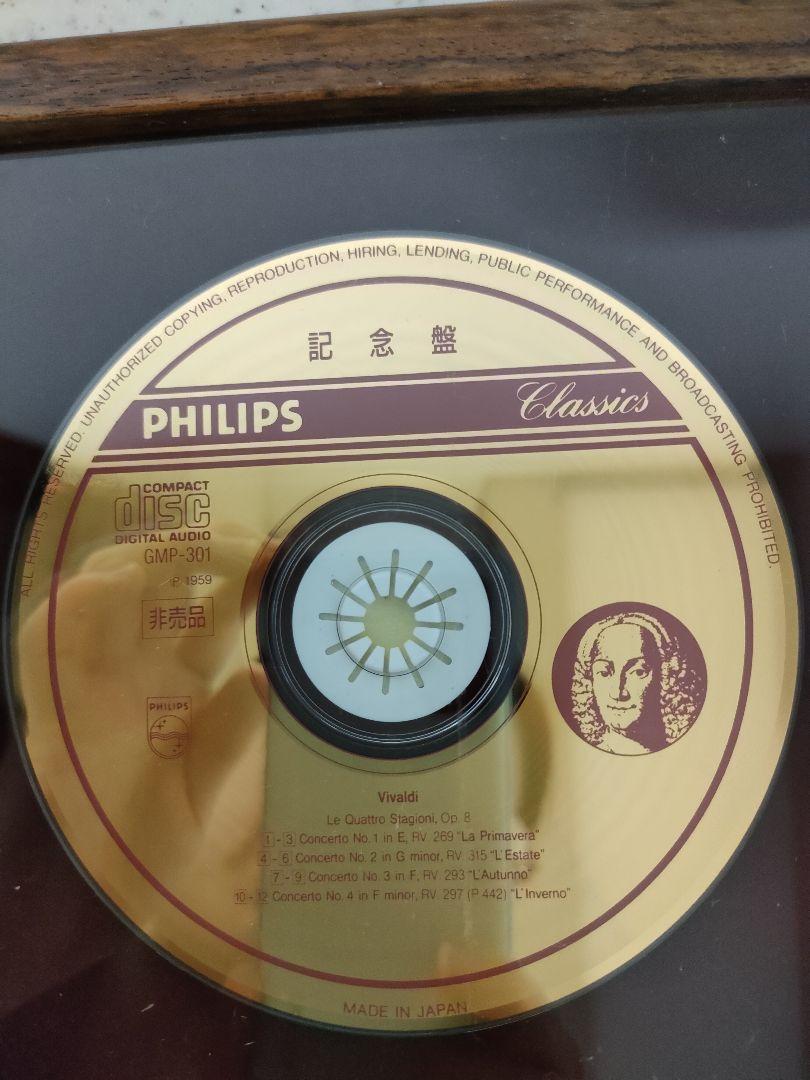 ALL RIGHTS RESERVED. UNAUTHORIZED COPYING, REPRODUCTION, HIRING, LENDING, PUBLIC PERFORMANCE AND BROADCASTING PROHIBITED.
記念盤
PHILIPS Classics
COMPACT
disc
DIGITAL AUDIO
GMP-301
℗ 1959
非売品
PHILIPS
Vivaldi
Le Quattro Stagioni, Op. 8
1 - 3 Concerto No. 1 in E, RV. 269 "La Primavera"
4 - 6 Concerto No. 2 in G minor, RV. 315 "L'Estate"
7 - 9 Concerto No. 3 in F, RV. 293 "L'Autunno"
10 - 12 Concerto No. 4 in F minor, RV. 297 (P 442) "L'Inverno"
MADE IN JAPAN